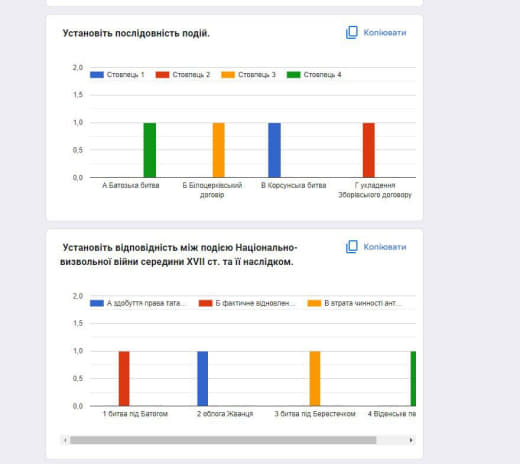 Установіть послідовність подій.
Копіювати
2,0
Стовпець 1 Стовпець 2 Стовпець 3 Стовпець 4
1,5
1,0
0,5
0,0
А.Батозька битва Б Білоцерківський В Корсунська битва Г укладення
договір Зборівського договору
Установіть відповідність між подією Національно-
визвольної війни середини XVII ст. та її наслідком.
Копіювати
2,0
А здобуття права тата... Б фактичне відновлен... В втрата чинності ант...
1,5
1,0
0,5
0,0
1 битва під Батогом 2 облога Жванця 3 битва під Берестечком 4 Віденське пе